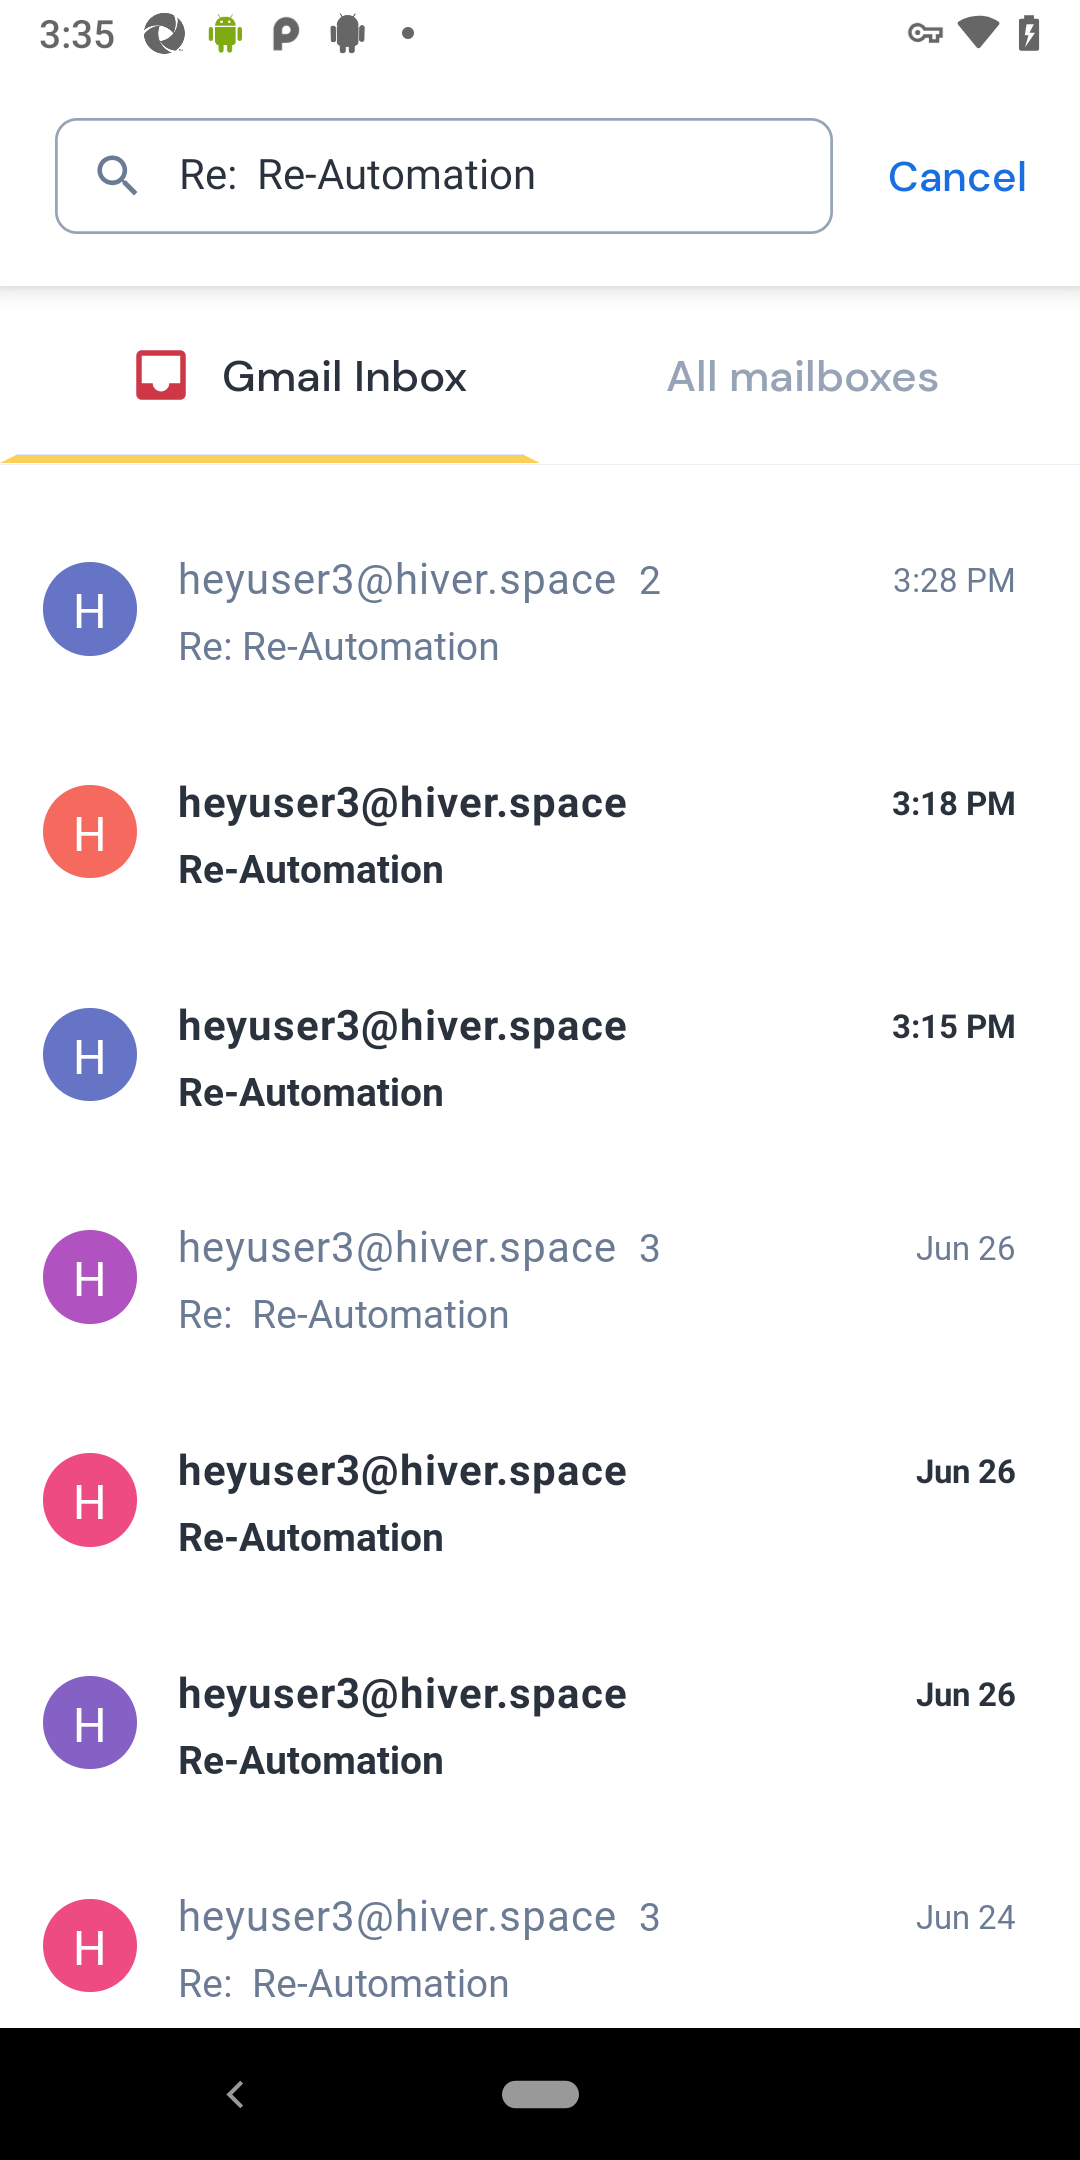 3:35
Re:  Re-Automation
Cancel
Gmail Inbox
All mailboxes
H
heyuser3@hiver.space 2
3:28 PM
Re: Re-Automation
H
heyuser3@hiver.space
3:18 PM
Re-Automation
H
heyuser3@hiver.space
3:15 PM
Re-Automation
H
heyuser3@hiver.space 3
Jun 26
Re:  Re-Automation
H
heyuser3@hiver.space
Jun 26
Re-Automation
H
heyuser3@hiver.space
Jun 26
Re-Automation
H
heyuser3@hiver.space 3
Jun 24
Re:  Re-Automation